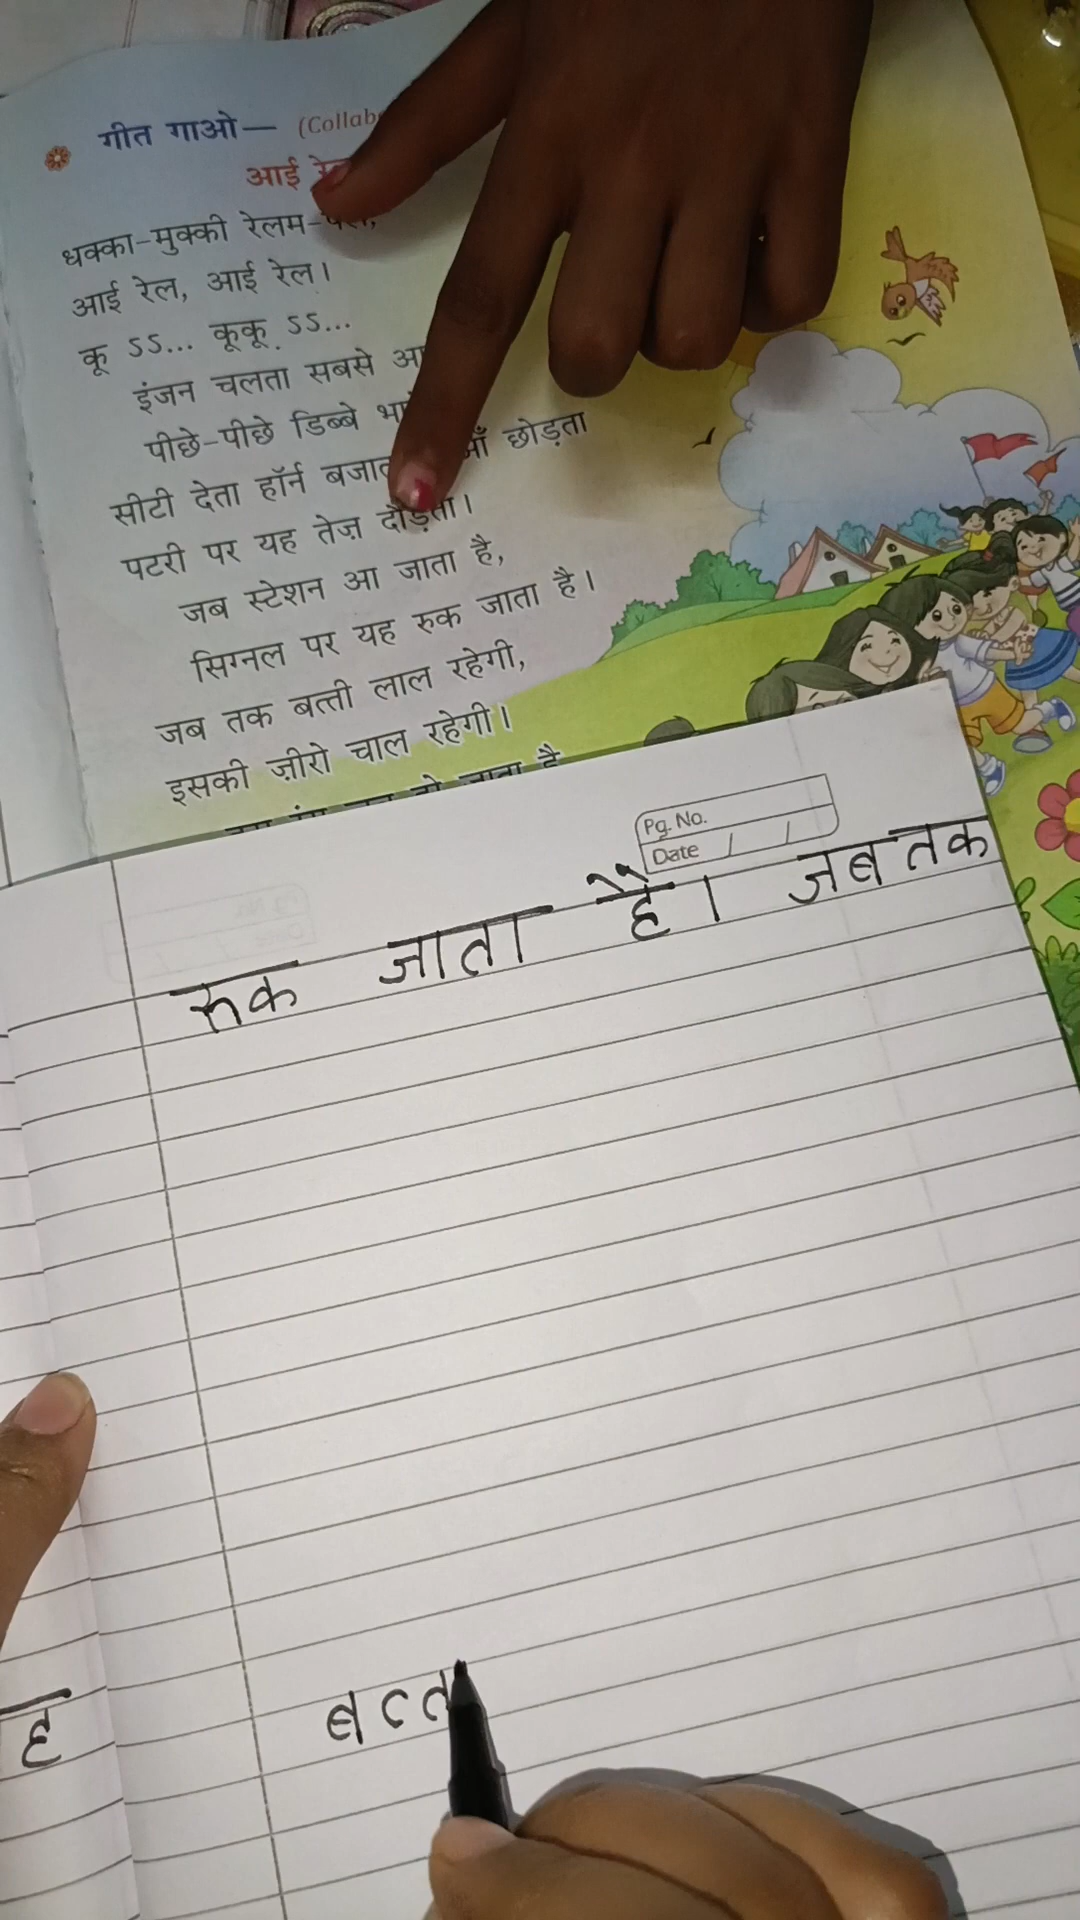 गीत गाओ— (Collab
आई
धक्का-मुक्की रेलम-
आई रेल, आई रेल।
कू ऽऽ... कूकू ऽऽ...
इंजन चलता सबसे
पीछे-पीछे डिब्बे
सीटी देता हॉर्न छोड़ता
पटरी पर यह तेज़ दौड़ता।
जब स्टेशन आ जाता है,
सिग्नल पर यह रुक जाता है।
जब तक बत्ती लाल रहेगी,
इसकी ज़ीरो चाल रहेगी।
Pg. No.
Date / /
रुक जाता है। जब तक
ह बत्त